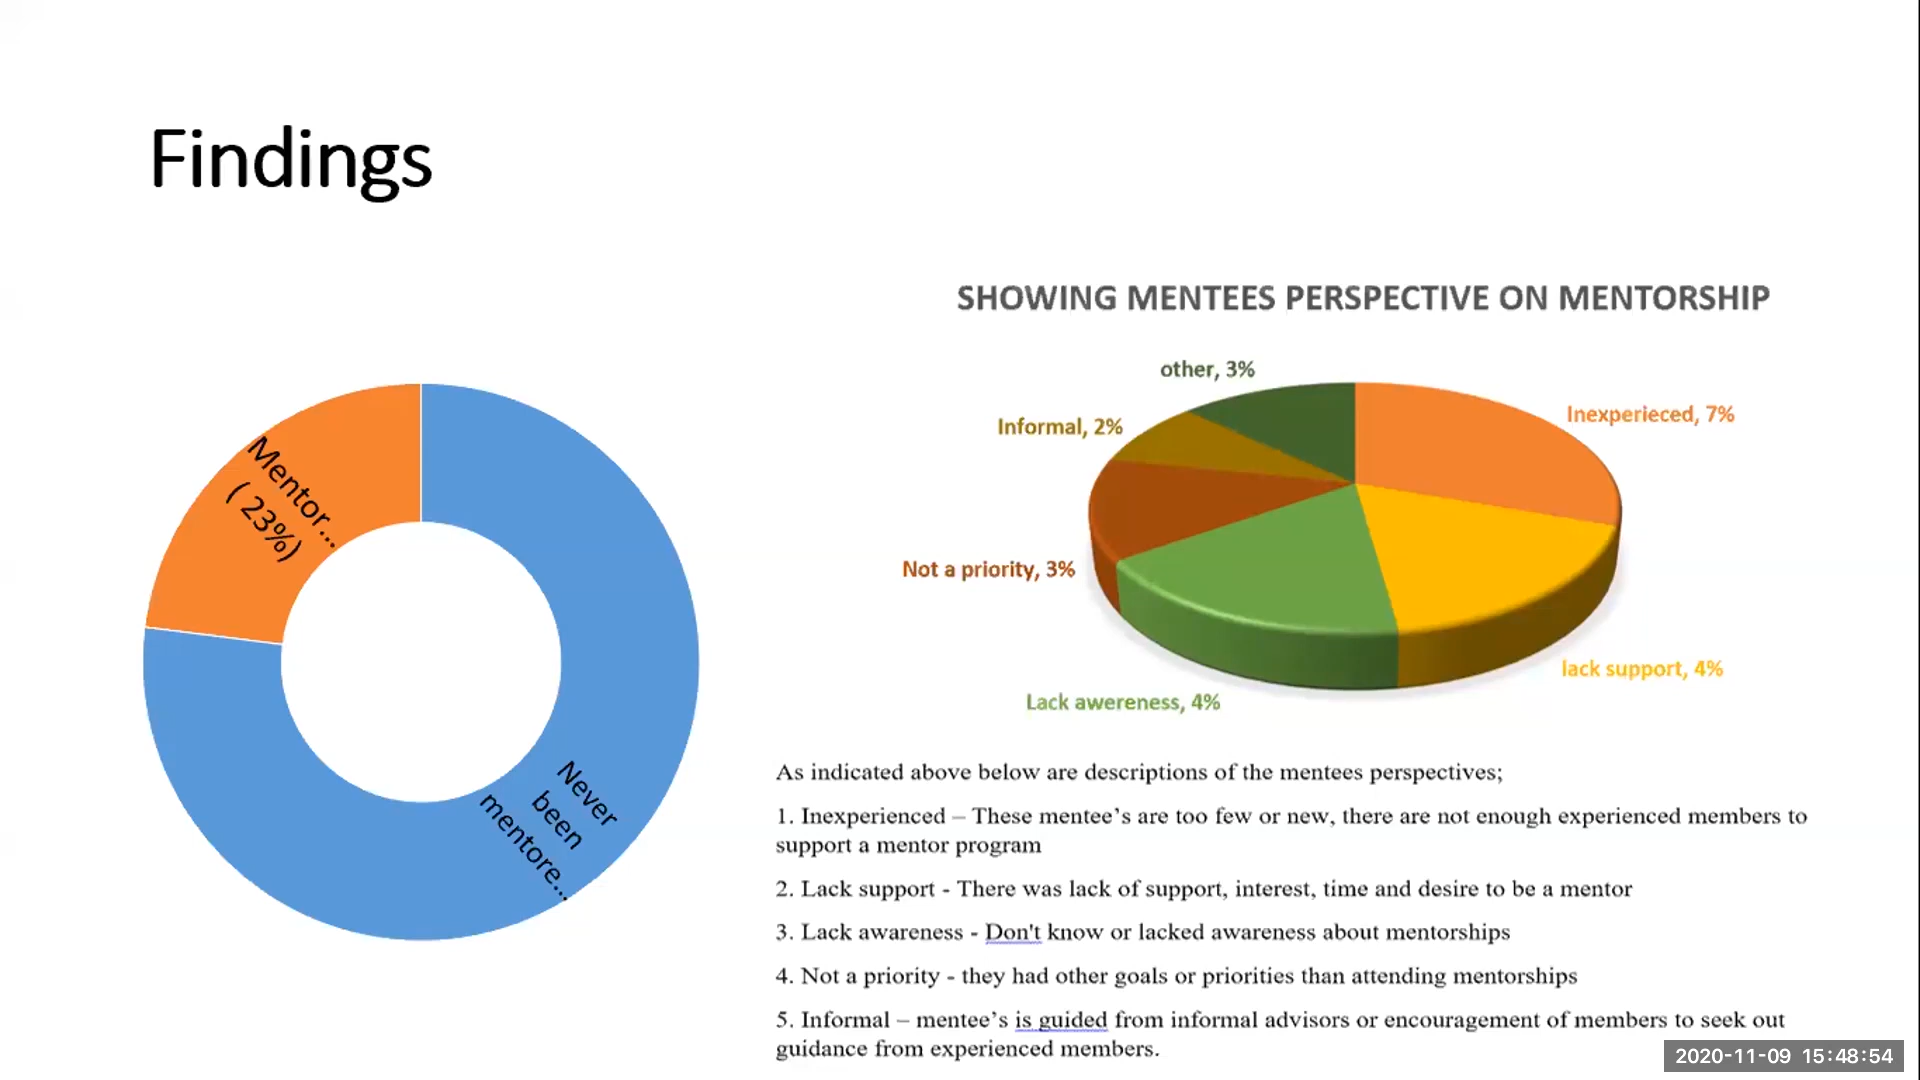 Findings
Mentor...
( 23%)
Never
been
mentore...
SHOWING MENTEES PERSPECTIVE ON MENTORSHIP
other, 3%
Inexperieced, 7%
Informal, 2%
Not a priority, 3%
lack support, 4%
Lack awereness, 4%
As indicated above below are descriptions of the mentees perspectives;
1. Inexperienced – These mentee’s are too few or new, there are not enough experienced members to
support a mentor program
2. Lack support - There was lack of support, interest, time and desire to be a mentor
3. Lack awareness - Don't know or lacked awareness about mentorships
4. Not a priority - they had other goals or priorities than attending mentorships
5. Informal – mentee’s is guided from informal advisors or encouragement of members to seek out
guidance from experienced members.
2020-11-09 15:48:54